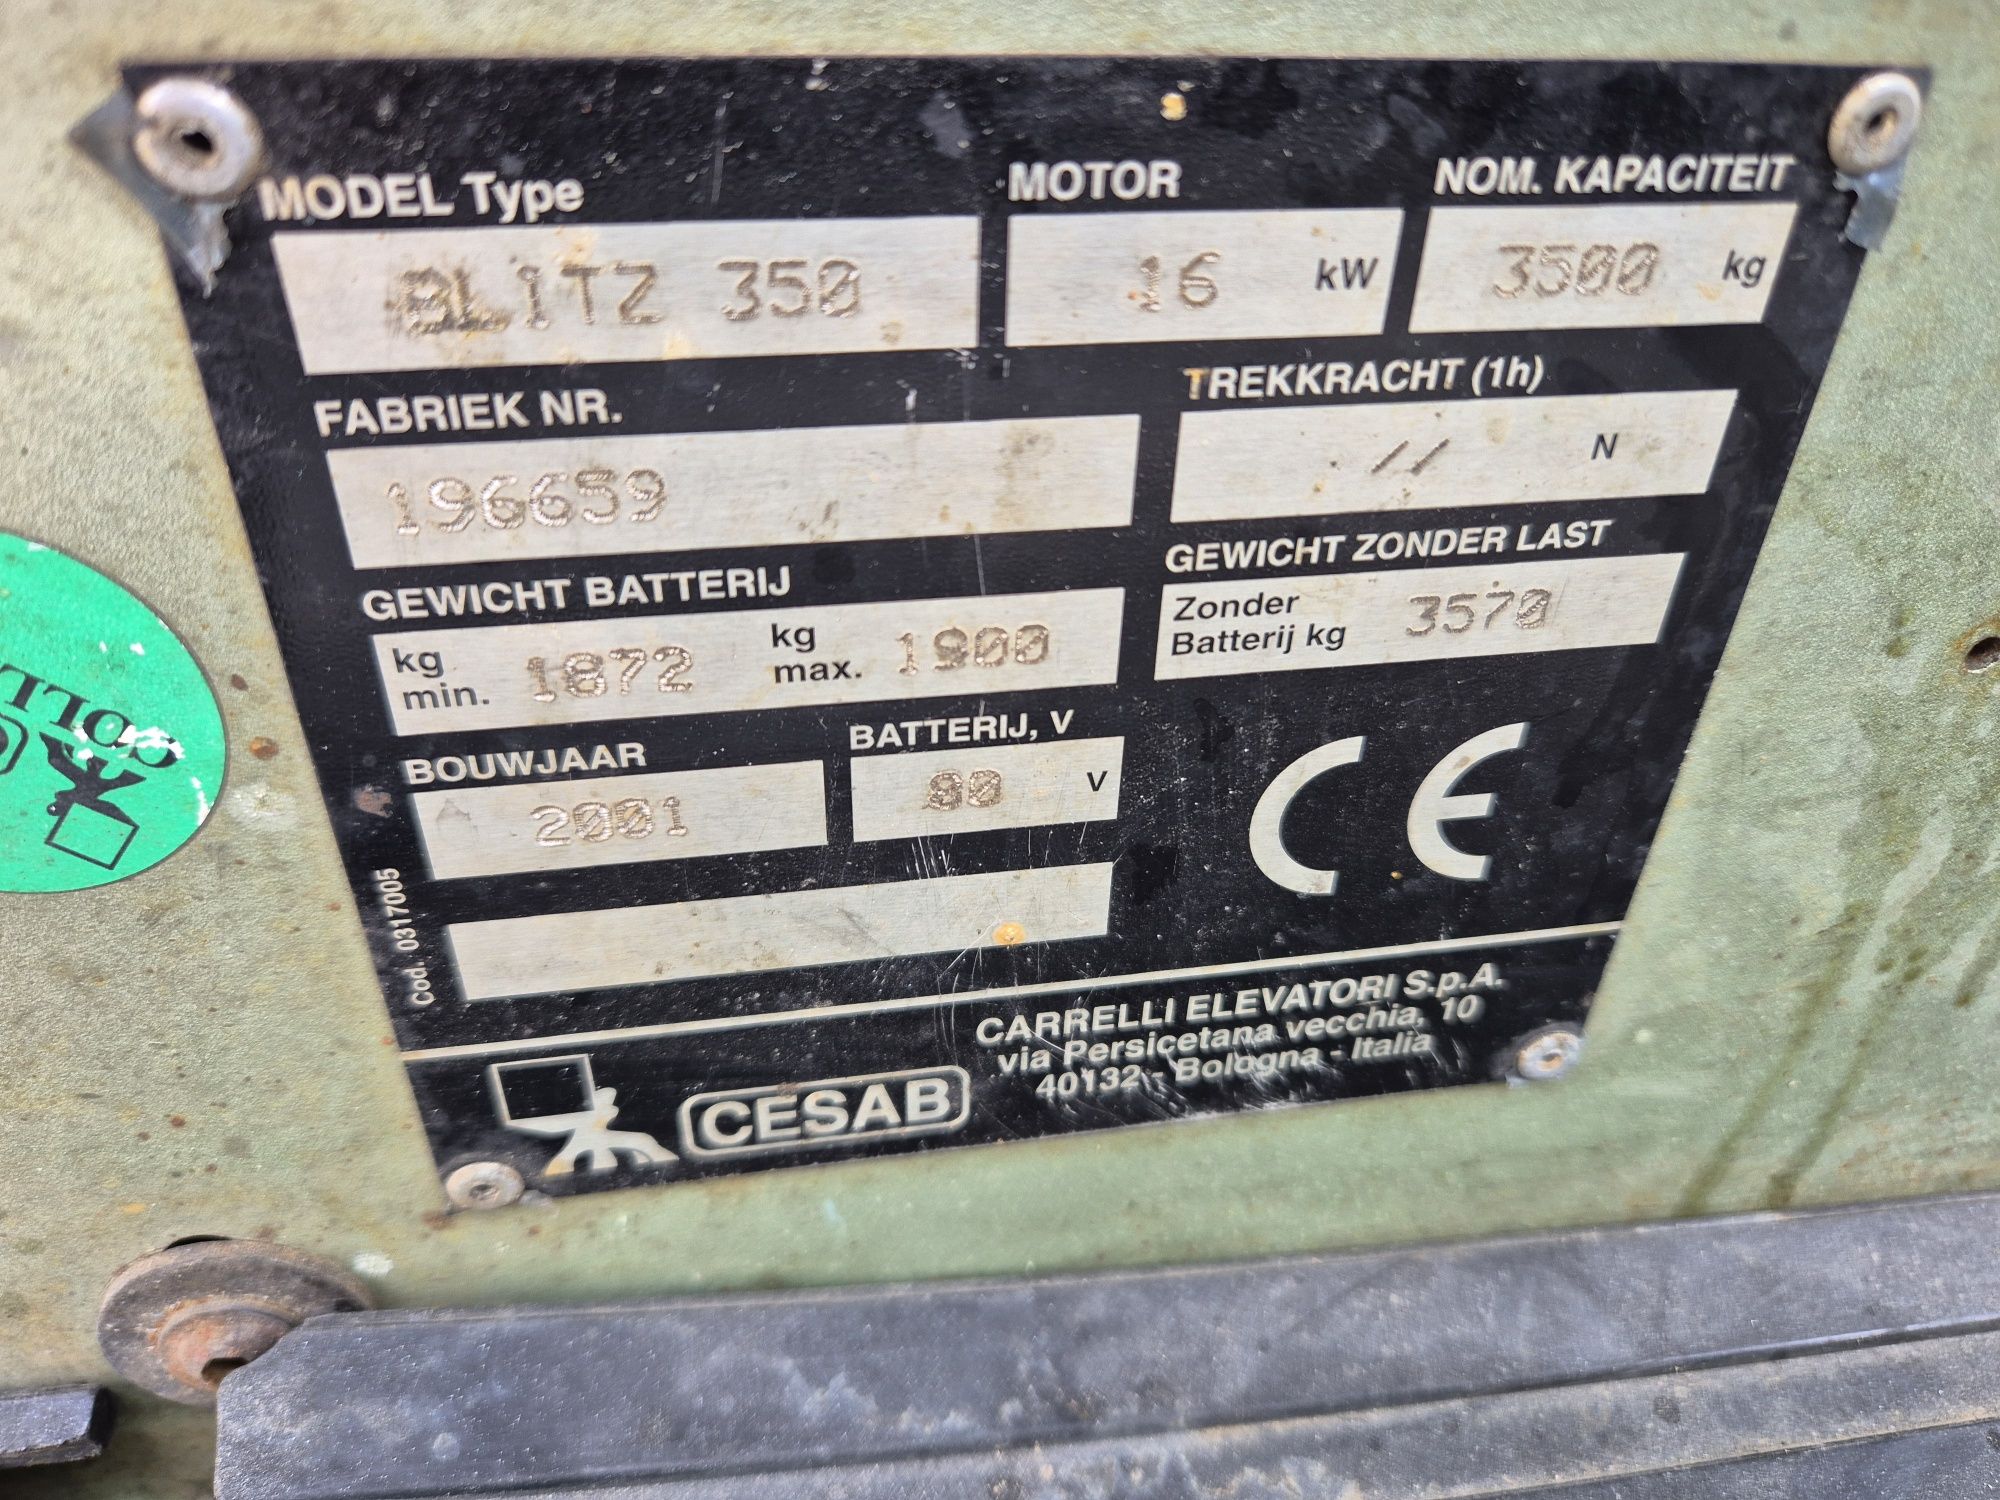 MODEL Type
BLITZ 350
MOTOR
16 kW
NOM. KAPACITEIT
3500 kg
FABRIEK NR.
196659
TREKKRACHT (1h)
// N
GEWICHT BATTERIJ
kg min. 1872 kg max. 1900
GEWICHT ZONDER LAST
Zonder
Batterij kg 3570
BOUWJAAR
2001
BATTERIJ, V
80 V
CE
Cod. 0317005
CESAB
CARRELLI ELEVATORI S.p.A.
via Persicetana vecchia, 10
40132 - Bologna - Italia